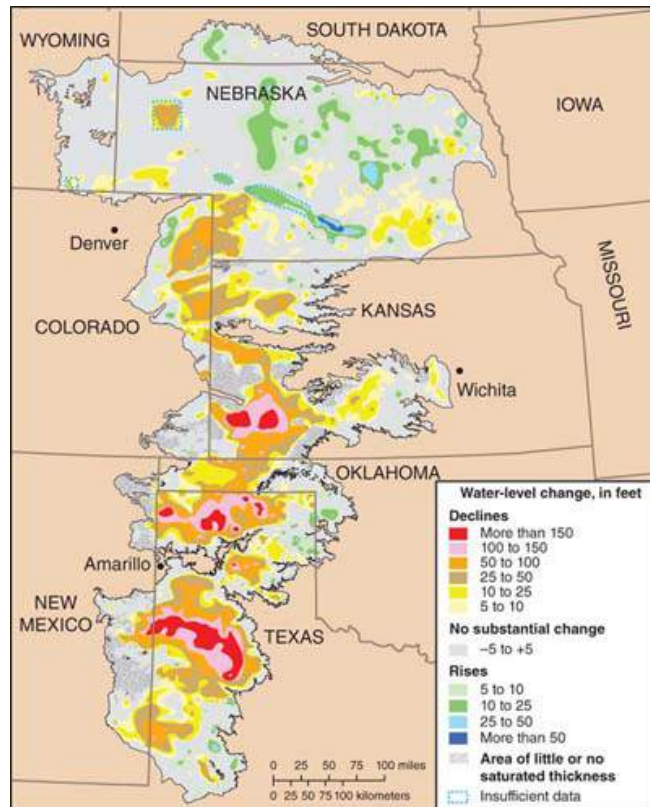 SOUTH DAKOTA
WYOMING
NEBRASKA
IOWA
Denver
MISSOURI
KANSAS
COLORADO
Wichita
OKLAHOMA
Amarillo
NEW
MEXICO
TEXAS
Water-level change, in feet
Declines
More than 150
100 to 150
50 to 100
25 to 50
10 to 25
5 to 10
No substantial change
–5 to +5
Rises
5 to 10
10 to 25
25 to 50
More than 50
Area of little or no
saturated thickness
Insufficient data
0 25 50 100 miles
0 25 50 75 100 kilometers